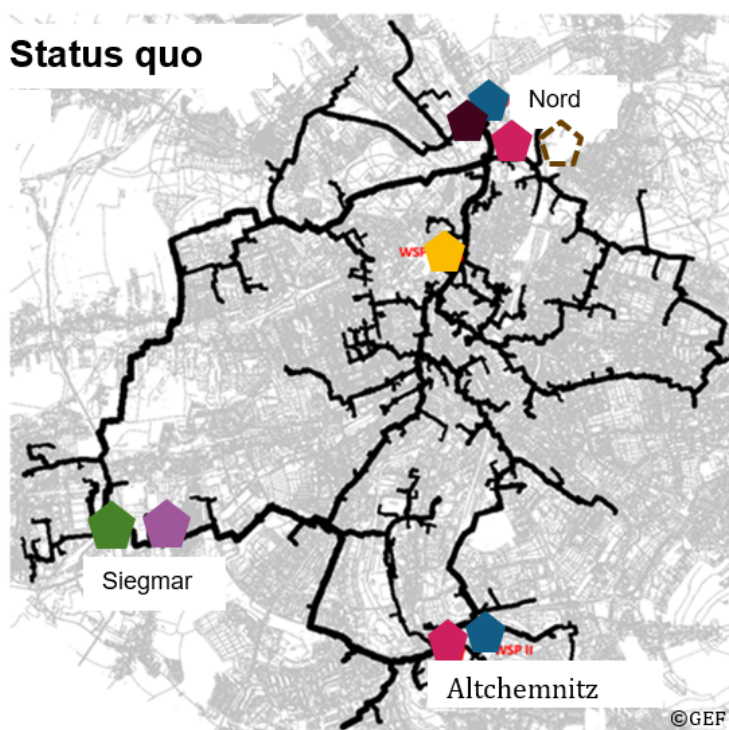 Status quo
Nord
WSP
Siegmar
WSP II
Altchemnitz
©GEF